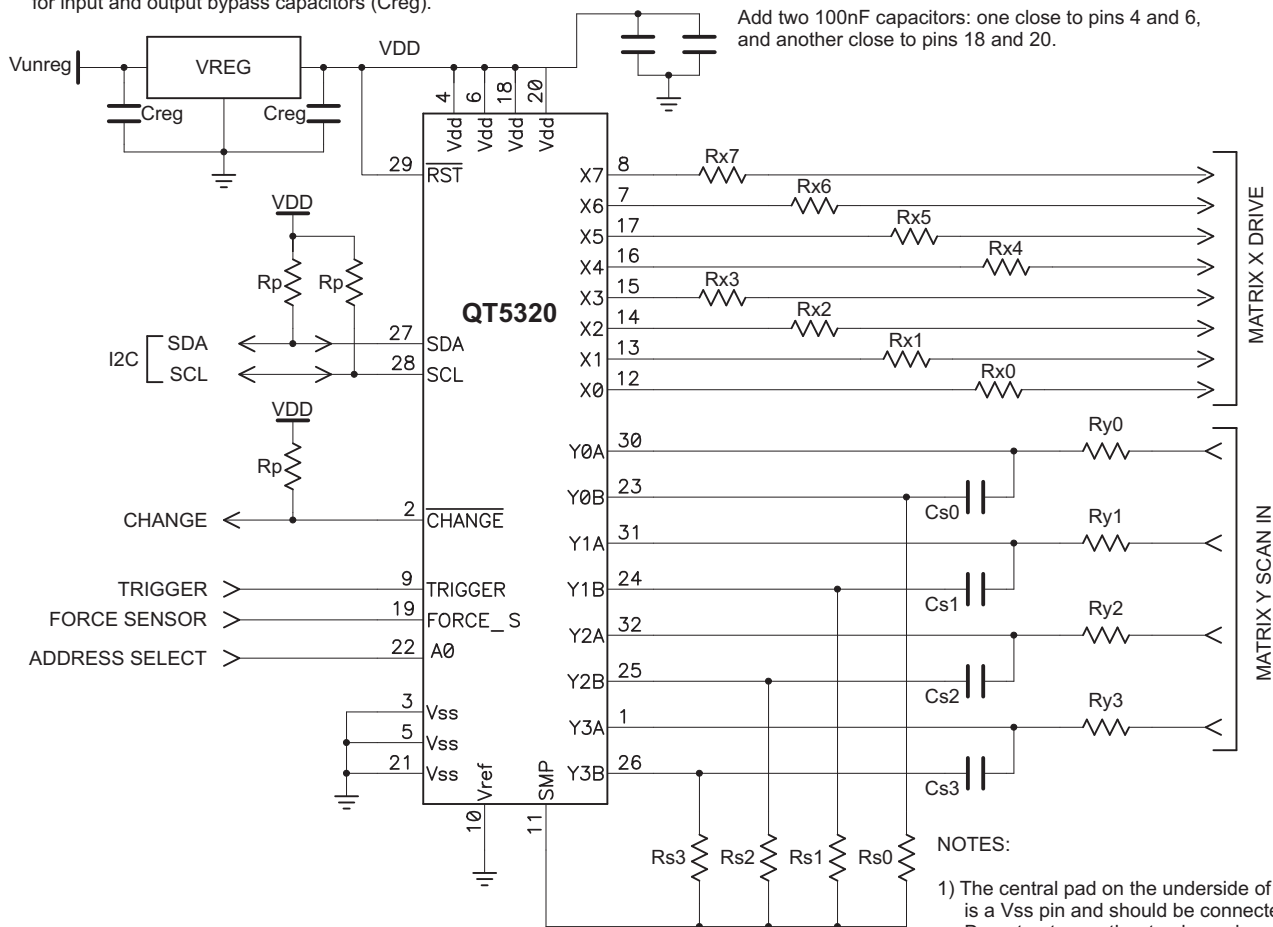 for input and output bypass capacitors (Creg).
Add two 100nF capacitors: one close to pins 4 and 6,
and another close to pins 18 and 20.
Vunreg
VREG
VDD
Creg
Creg
4
6
18
20
Vdd
Vdd
Vdd
Vdd
29
RST
VDD
Rp
Rp
QT5320
I2C
SDA
27
SDA
SCL
28
SCL
VDD
Rp
CHANGE
2
CHANGE
TRIGGER
9
TRIGGER
FORCE SENSOR
19
FORCE_S
ADDRESS SELECT
22
A0
3
Vss
5
Vss
21
Vss
Vref
10
SMP
11
X7
8
Rx7
X6
7
Rx6
X5
17
Rx5
X4
16
Rx4
X3
15
Rx3
X2
14
Rx2
X1
13
Rx1
X0
12
Rx0
MATRIX X DRIVE
Y0A
30
Ry0
Y0B
23
Cs0
Y1A
31
Ry1
Y1B
24
Cs1
Y2A
32
Ry2
Y2B
25
Cs2
Y3A
1
Ry3
Y3B
26
Cs3
MATRIX Y SCAN IN
Rs3
Rs2
Rs1
Rs0
NOTES:
1) The central pad on the underside of
is a Vss pin and should be connecte